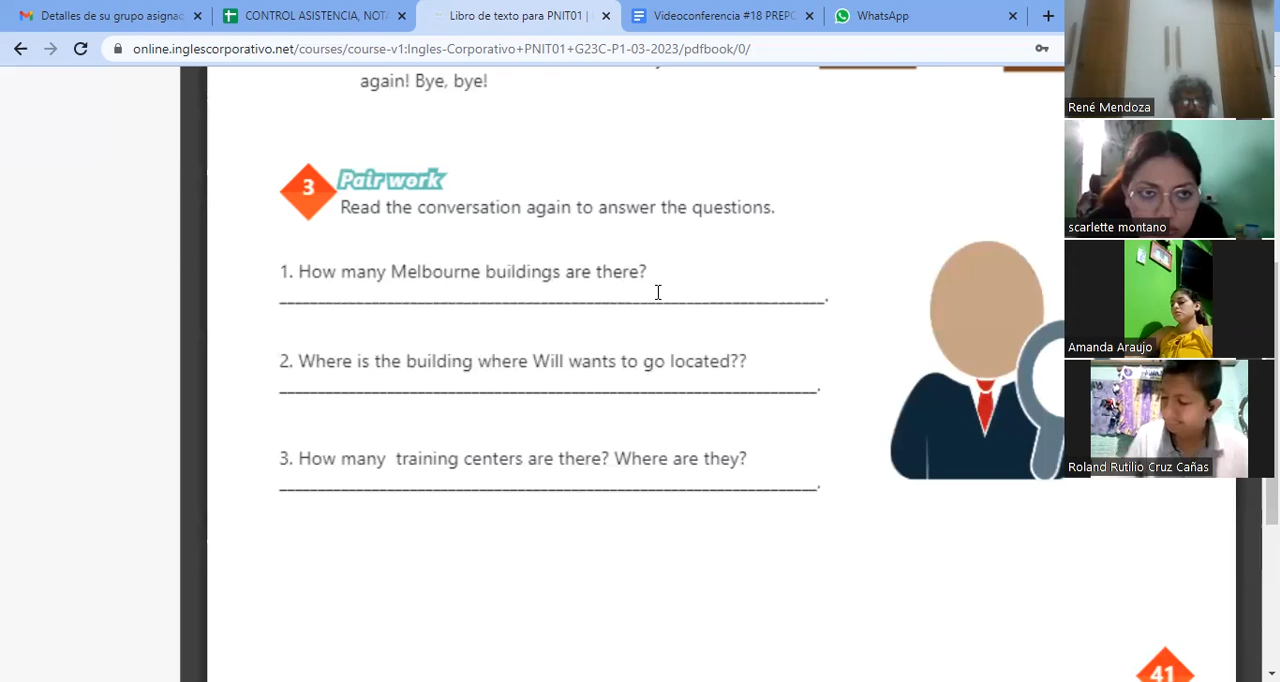 Detalles de su grupo asignac
CONTROL ASISTENCIA, NOTA
Libro de texto para PNIT01 |
Videoconferencia #18 PREPC
WhatsApp
online.inglescorporativo.net/courses/course-v1:Ingles-Corporativo+PNIT01+G23C-P1-03-2023/pdfbook/0/
again! Bye, bye!
3
Pair work
Read the conversation again to answer the questions.
1. How many Melbourne buildings are there?
2. Where is the building where Will wants to go located??
3. How many training centers are there? Where are they?
41
René Mendoza
scarlette montano
Amanda Araujo
Roland Rutilio Cruz Cañas